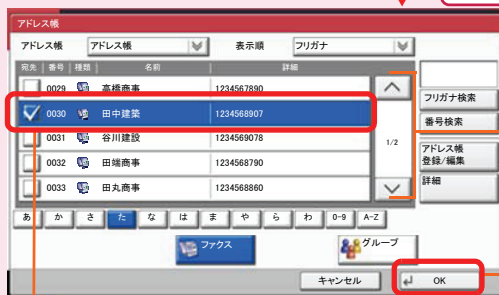 アドレス帳
アドレス帳 アドレス帳 表示順 フリガナ
宛先 番号 種類 名前 詳細
0029 高橋商事 1234567890
0030 田中建築 1234568907
0031 谷川建設 1234569078
0032 田端商事 1234568790
0033 田丸商事 1234568860
1/2
フリガナ検索
番号検索
アドレス帳
登録/編集
詳細
あ か さ た な は ま や ら わ 0-9 A-Z
ファクス グループ
キャンセル OK